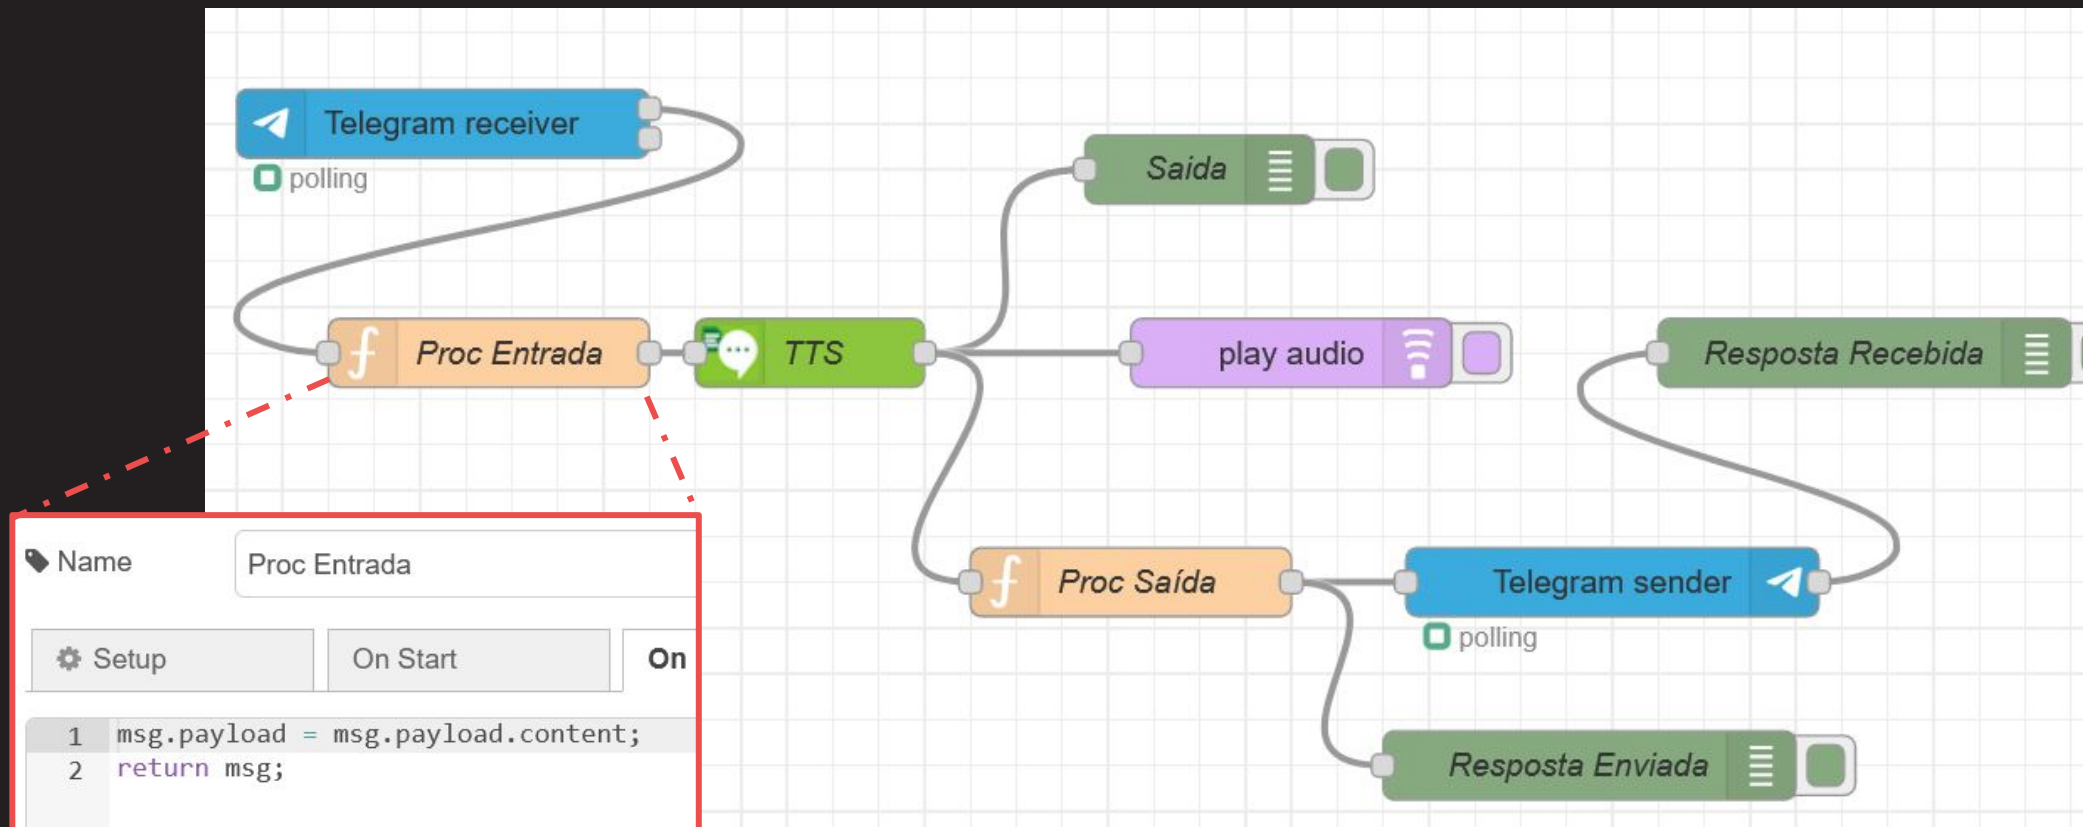 Telegram receiver
polling
Saida
Proc Entrada
TTS
play audio
Resposta Recebida
Proc Saída
Telegram sender
polling
Resposta Enviada
Name
Proc Entrada
Setup
On Start
On
1 msg.payload = msg.payload.content;
2 return msg;